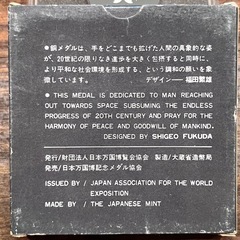 ●銅メダルは、手をどこまでも拡げた人間の具象的な姿
が、20世紀の限りなき進歩を大きく包括すると同時に、
より平和な社会環境を形成する、という調和の願いを象
徴しています。　デザイン——福田繁雄
●THIS MEDAL IS DEDICATED TO MAN REACHING
OUT TOWARDS SPACE SUBSUMING THE ENDLESS
PROGRESS OF 20TH CENTURY AND PRAY FOR THE
HARMONY OF PEACE AND GOODWILL OF MANKIND.
DESIGNED BY SHIGEO FUKUDA
発行/財団法人日本万国博覧会協会　製造/大蔵省造幣局
発売/日本万国博記念メダル協会
ISSUED BY / JAPAN ASSOCIATION FOR THE WORLD
EXPOSITION
MADE BY / THE JAPANESE MINT